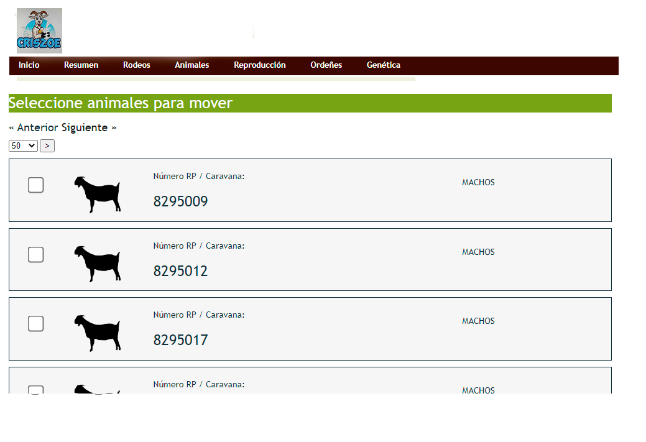 CRISZOE
Inicio Resumen Rodeos Animales Reproducción Ordeñes Genética
Seleccione animales para mover
« Anterior Siguiente »
50 >
Número RP / Caravana:
MACHOS
8295009
Número RP / Caravana:
MACHOS
8295012
Número RP / Caravana:
MACHOS
8295017
Número RP / Caravana:
MACHOS